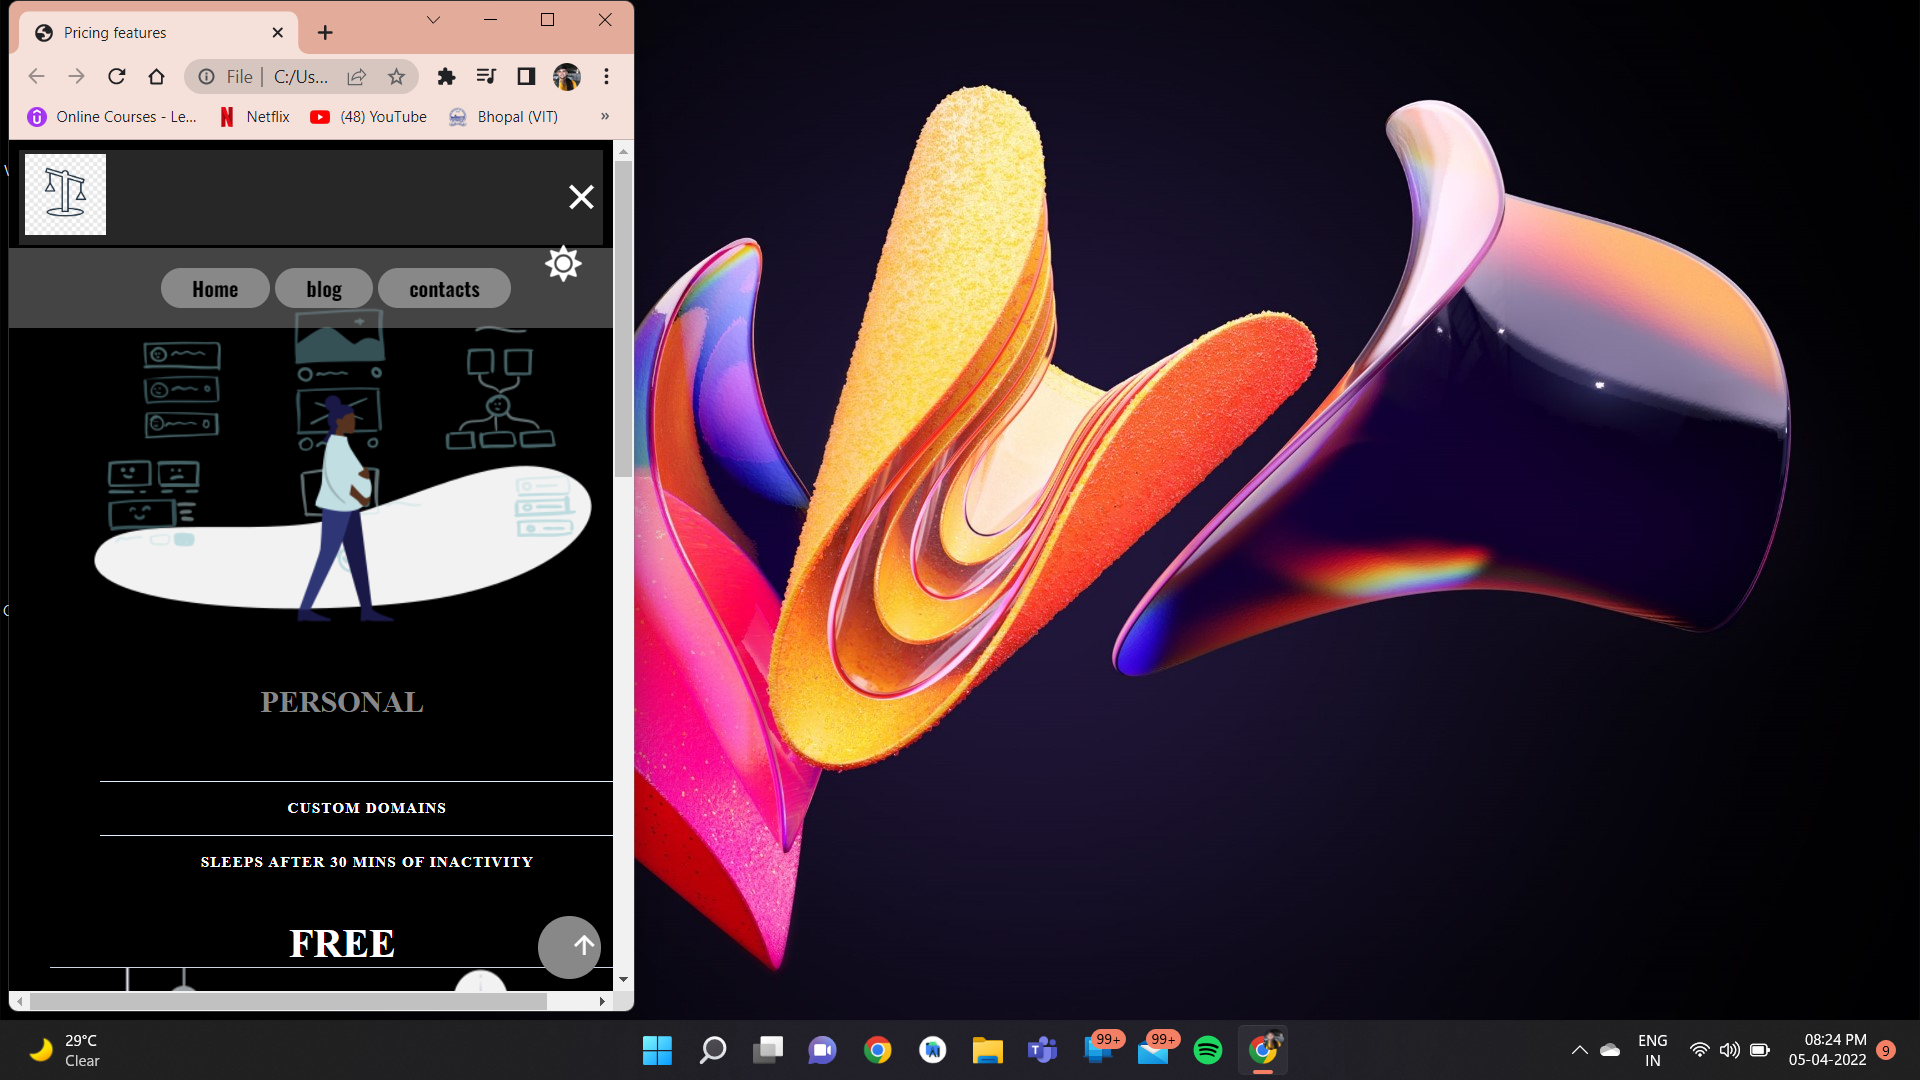 Pricing features
File
C:/Us...
Online Courses - Le...
Netflix
(48) YouTube
Bhopal (VIT)
»
Home
blog
contacts
PERSONAL
CUSTOM DOMAINS
SLEEPS AFTER 30 MINS OF INACTIVITY
FREE
29°C
Clear
99+
99+
ENG
IN
08:24 PM
05-04-2022
9